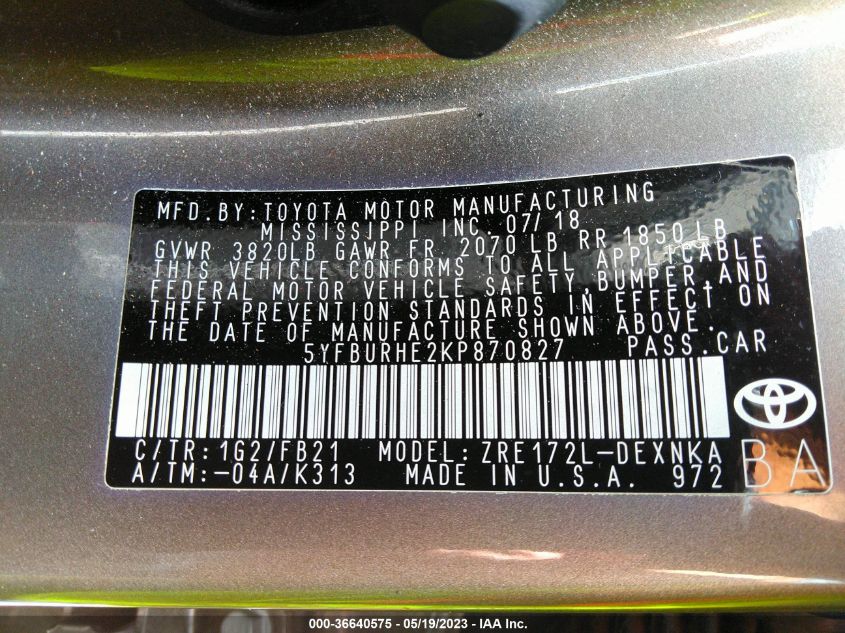 MFD.BY:TOYOTA MOTOR MANUFACTURING
MISSISSIPPI INC. 07/18
GVWR 3820LB GAWR FR. 2070 LB RR 1850 LB
THIS VEHICLE CONFORMS TO ALL APPLICABLE
FEDERAL MOTOR VEHICLE SAFETY,BUMPER,AND
THEFT PREVENTION STANDARDS IN EFFECT ON
THE DATE OF MANUFACTURE SHOWN ABOVE.
5YFBURHE2KP870827 PASS.CAR
C/TR:1G2/FB21 MODEL:ZRE172L-DEXNKA
A/TM:-04A/K313 MADE IN U.S.A. 972
BA
000-36640575 - 05/19/2023 - IAA Inc.